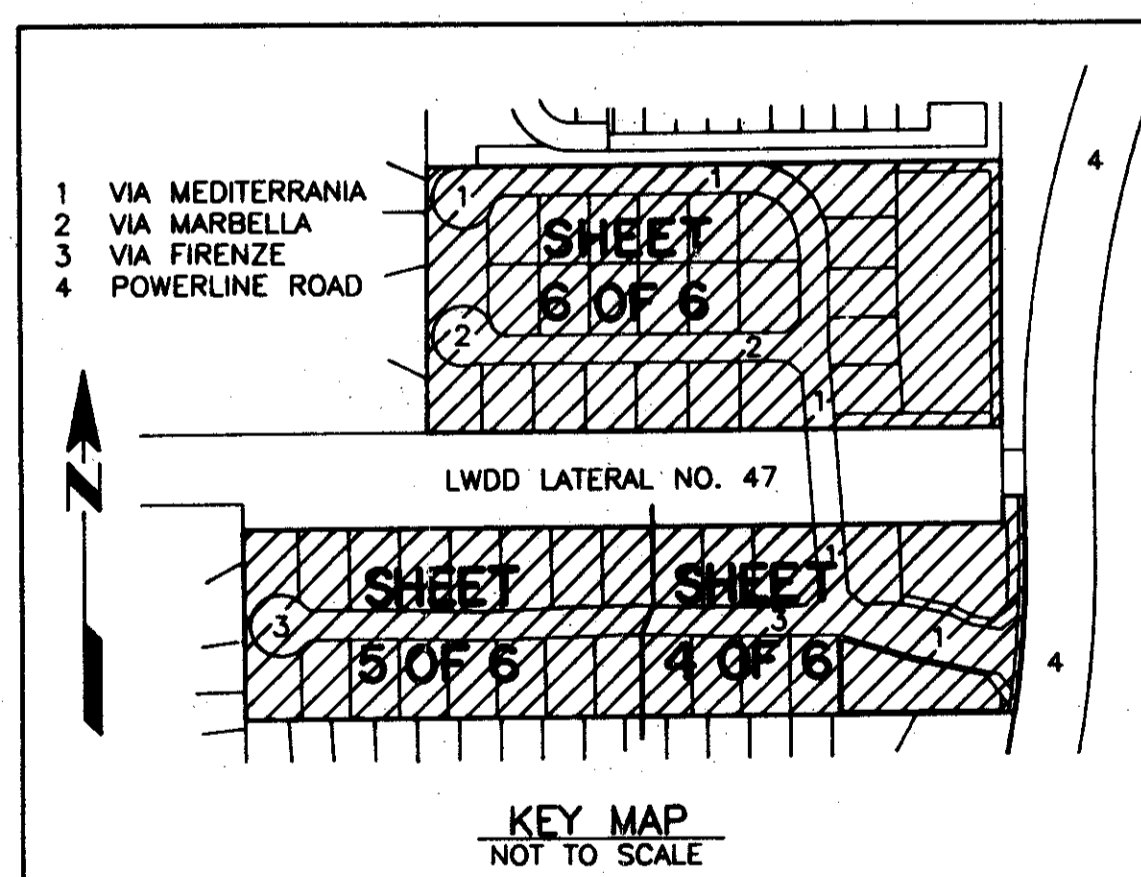 1 VIA MEDITERRANIA
2 VIA MARBELLA
3 VIA FIRENZE
4 POWERLINE ROAD
4
1
1
SHEET
6 OF 6
2
2
1
N
LWDD LATERAL NO. 47
1
SHEET
SHEET
3
3
1
5 OF 6
4 OF 6
4
KEY MAP
NOT TO SCALE